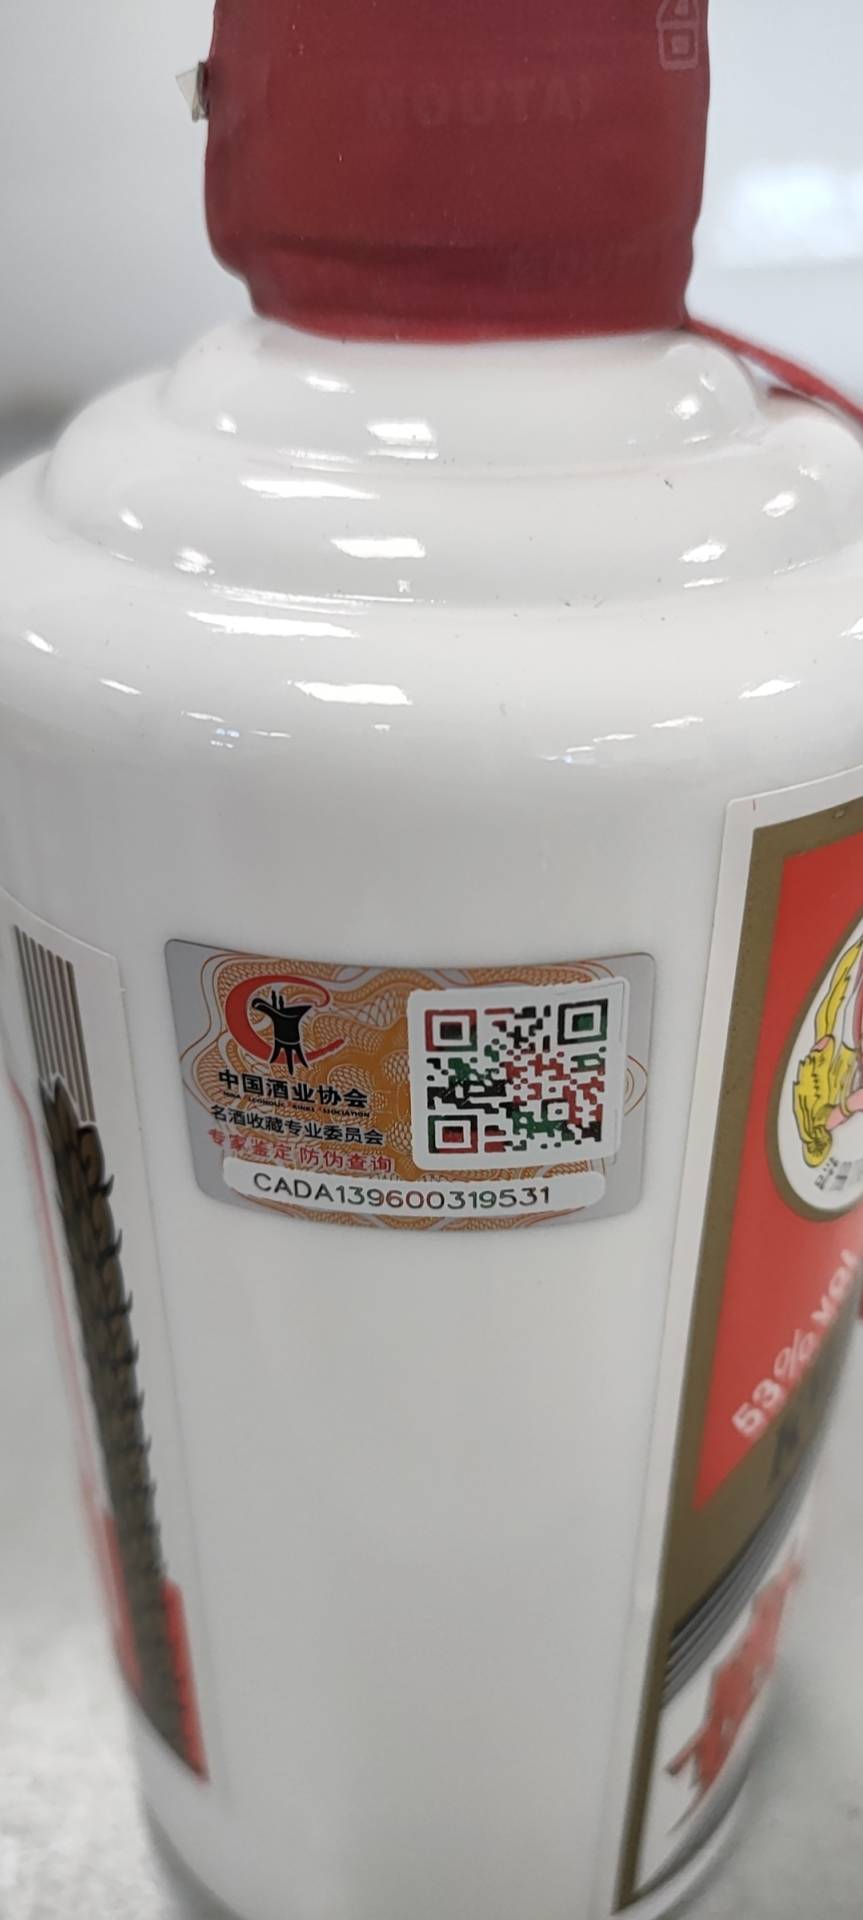 MOUTAI
中国酒业协会
名酒收藏专业委员会
专家鉴定防伪查询
CADA139600319531
53% VOL